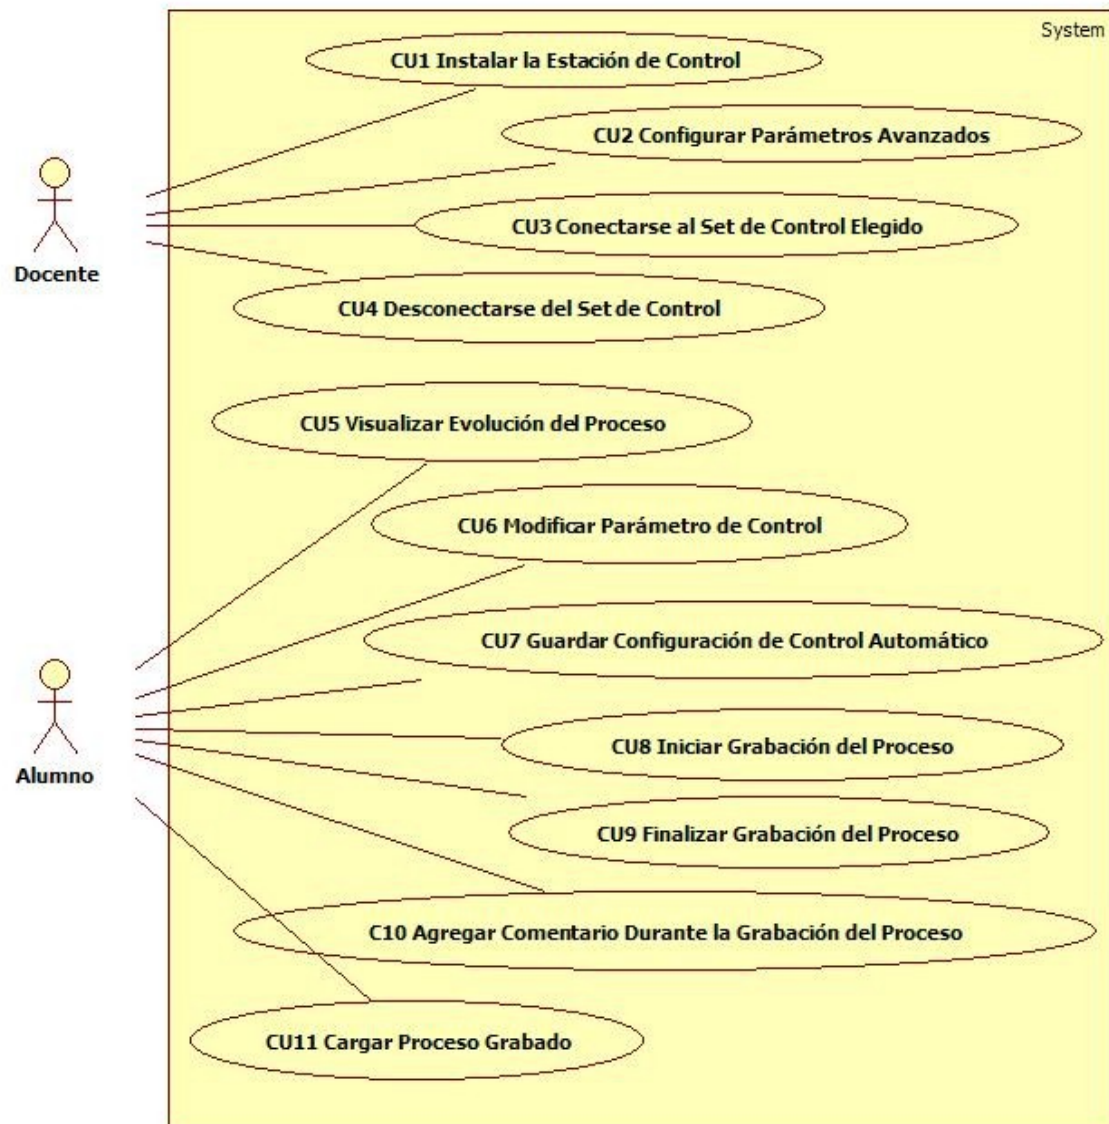 System
CU1 Instalar la Estación de Control
CU2 Configurar Parámetros Avanzados
CU3 Conectarse al Set de Control Elegido
Docente
CU4 Desconectarse del Set de Control
CU5 Visualizar Evolución del Proceso
CU6 Modificar Parámetro de Control
CU7 Guardar Configuración de Control Automático
CU8 Iniciar Grabación del Proceso
Alumno
CU9 Finalizar Grabación del Proceso
C10 Agregar Comentario Durante la Grabación del Proceso
CU11 Cargar Proceso Grabado